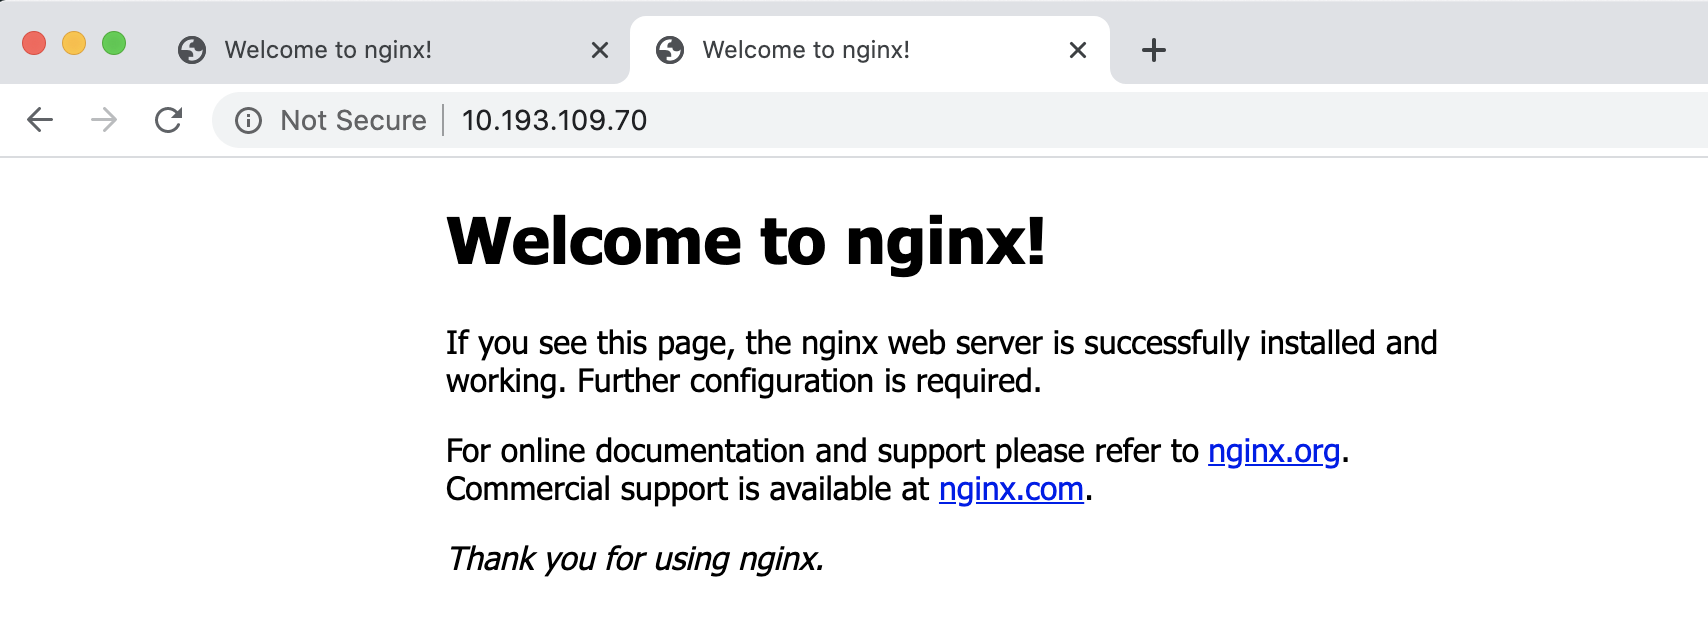 Welcome to nginx!
Welcome to nginx!
Not Secure
10.193.109.70
Welcome to nginx!
If you see this page, the nginx web server is successfully installed and
working. Further configuration is required.
For online documentation and support please refer to nginx.org.
Commercial support is available at nginx.com.
Thank you for using nginx.